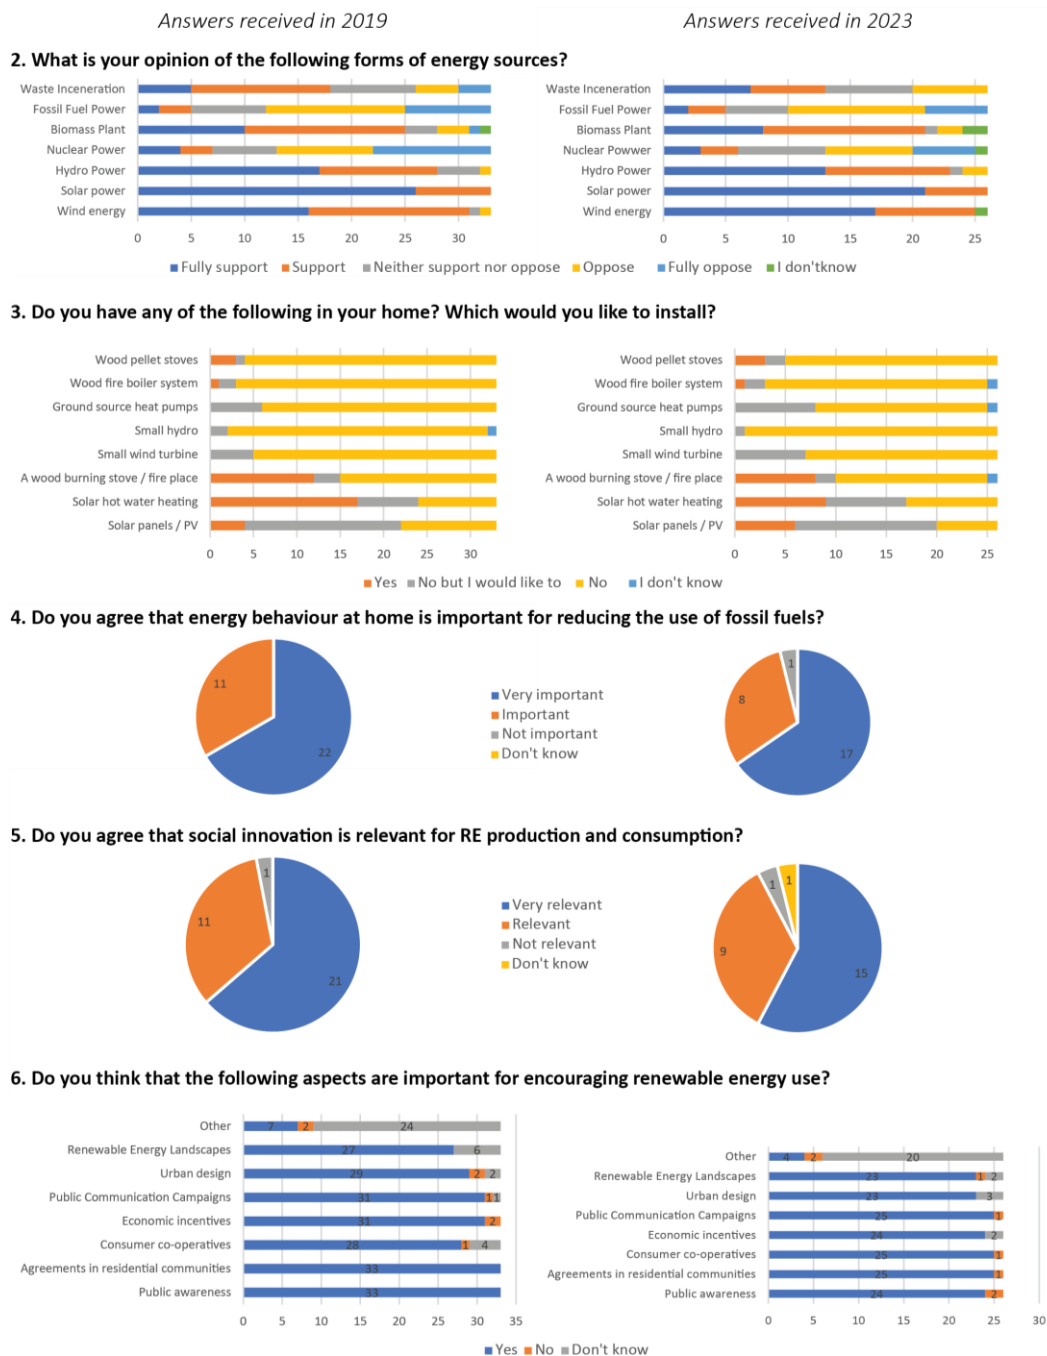 Answers received in 2019
Answers received in 2023
2. What is your opinion of the following forms of energy sources?
Waste Inceneration
Fossil Fuel Power
Biomass Plant
Nuclear Power
Hydro Power
Solar power
Wind energy
0 5 10 15 20 25 30
Waste Inceneration
Fossil Fuel Power
Biomass Plant
Nuclear Powwer
Hydro Power
Solar power
Wind energy
0 5 10 15 20 25
Fully support Support Neither support nor oppose Oppose Fully oppose I don'tknow
3. Do you have any of the following in your home? Which would you like to install?
Wood pellet stoves
Wood fire boiler system
Ground source heat pumps
Small hydro
Small wind turbine
A wood burning stove / fire place
Solar hot water heating
Solar panels / PV
0 5 10 15 20 25 30
Wood pellet stoves
Wood fire boiler system
Ground source heat pumps
Small hydro
Small wind turbine
A wood burning stove / fire place
Solar hot water heating
Solar panels / PV
0 5 10 15 20 25
Yes No but I would like to No I don't know
4. Do you agree that energy behaviour at home is important for reducing the use of fossil fuels?
11
22
Very important
Important
Not important
Don't know
1
8
17
5. Do you agree that social innovation is relevant for RE production and consumption?
1
11
21
Very relevant
Relevant
Not relevant
Don't know
1 1
9
15
6. Do you think that the following aspects are important for encouraging renewable energy use?
Other 7 2 24
Renewable Energy Landscapes 27 6
Urban design 29 2 2
Public Communication Campaigns 31 1 1
Economic incentives 31 2
Consumer co-operatives 28 1 4
Agreements in residential communities 33
Public awareness 33
0 5 10 15 20 25 30 35
Other 4 2 20
Renewable Energy Landscapes 23 1 2
Urban design 23 3
Public Communication Campaigns 25 1
Economic incentives 24 2
Consumer co-operatives 25 1
Agreements in residential communities 25 1
Public awareness 24 2
0 5 10 15 20 25 30
Yes No Don't know